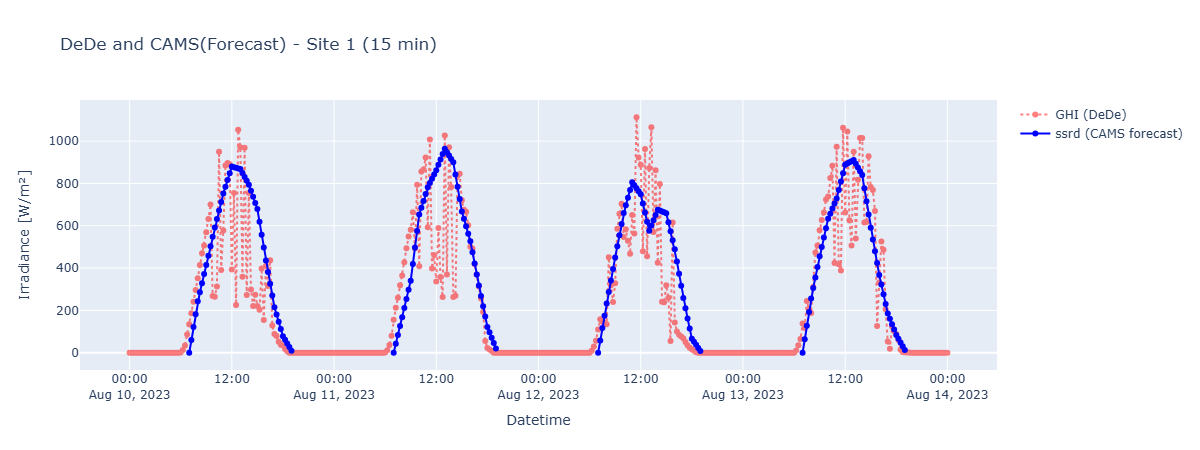 DeDe and CAMS(Forecast) - Site 1 (15 min)
GHI (DeDe)
ssrd (CAMS forecast)
Irradiance [W/m²]
1000
800
600
400
200
0
00:00 12:00 00:00 12:00 00:00 12:00 00:00 12:00 00:00
Aug 10, 2023 Aug 11, 2023 Aug 12, 2023 Aug 13, 2023 Aug 14, 2023
Datetime